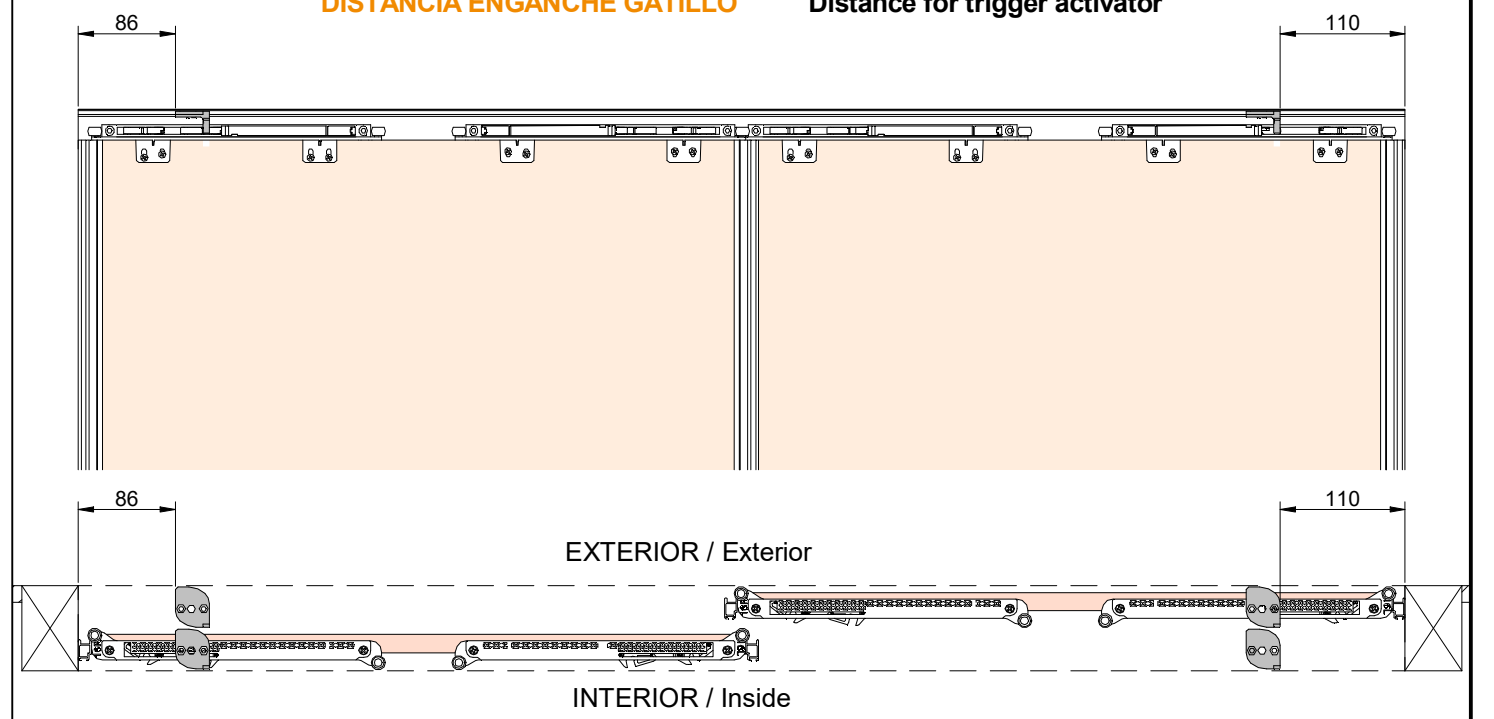 DISTANCIA ENGANCHE GATILLO Distance for trigger activator
86 110
86 110
EXTERIOR / Exterior
INTERIOR / Inside